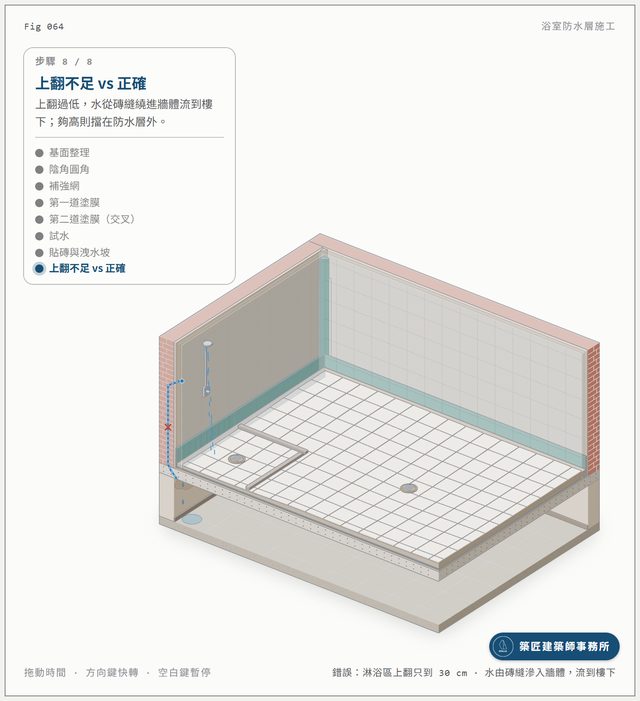 Fig 064
浴室防水層施工
步驟 8 / 8
上翻不足 vs 正確
上翻過低，水從磚縫繞進牆體流到樓
下；夠高則擋在防水層外。
基面整理
陰角圓角
補強網
第一道塗膜
第二道塗膜（交叉）
試水
貼磚與洩水坡
上翻不足 vs 正確
築匠建築師事務所
拖動時間 · 方向鍵快轉 · 空白鍵暫停
錯誤：淋浴區上翻只到 30 cm · 水由磚縫滲入牆體，流到樓下